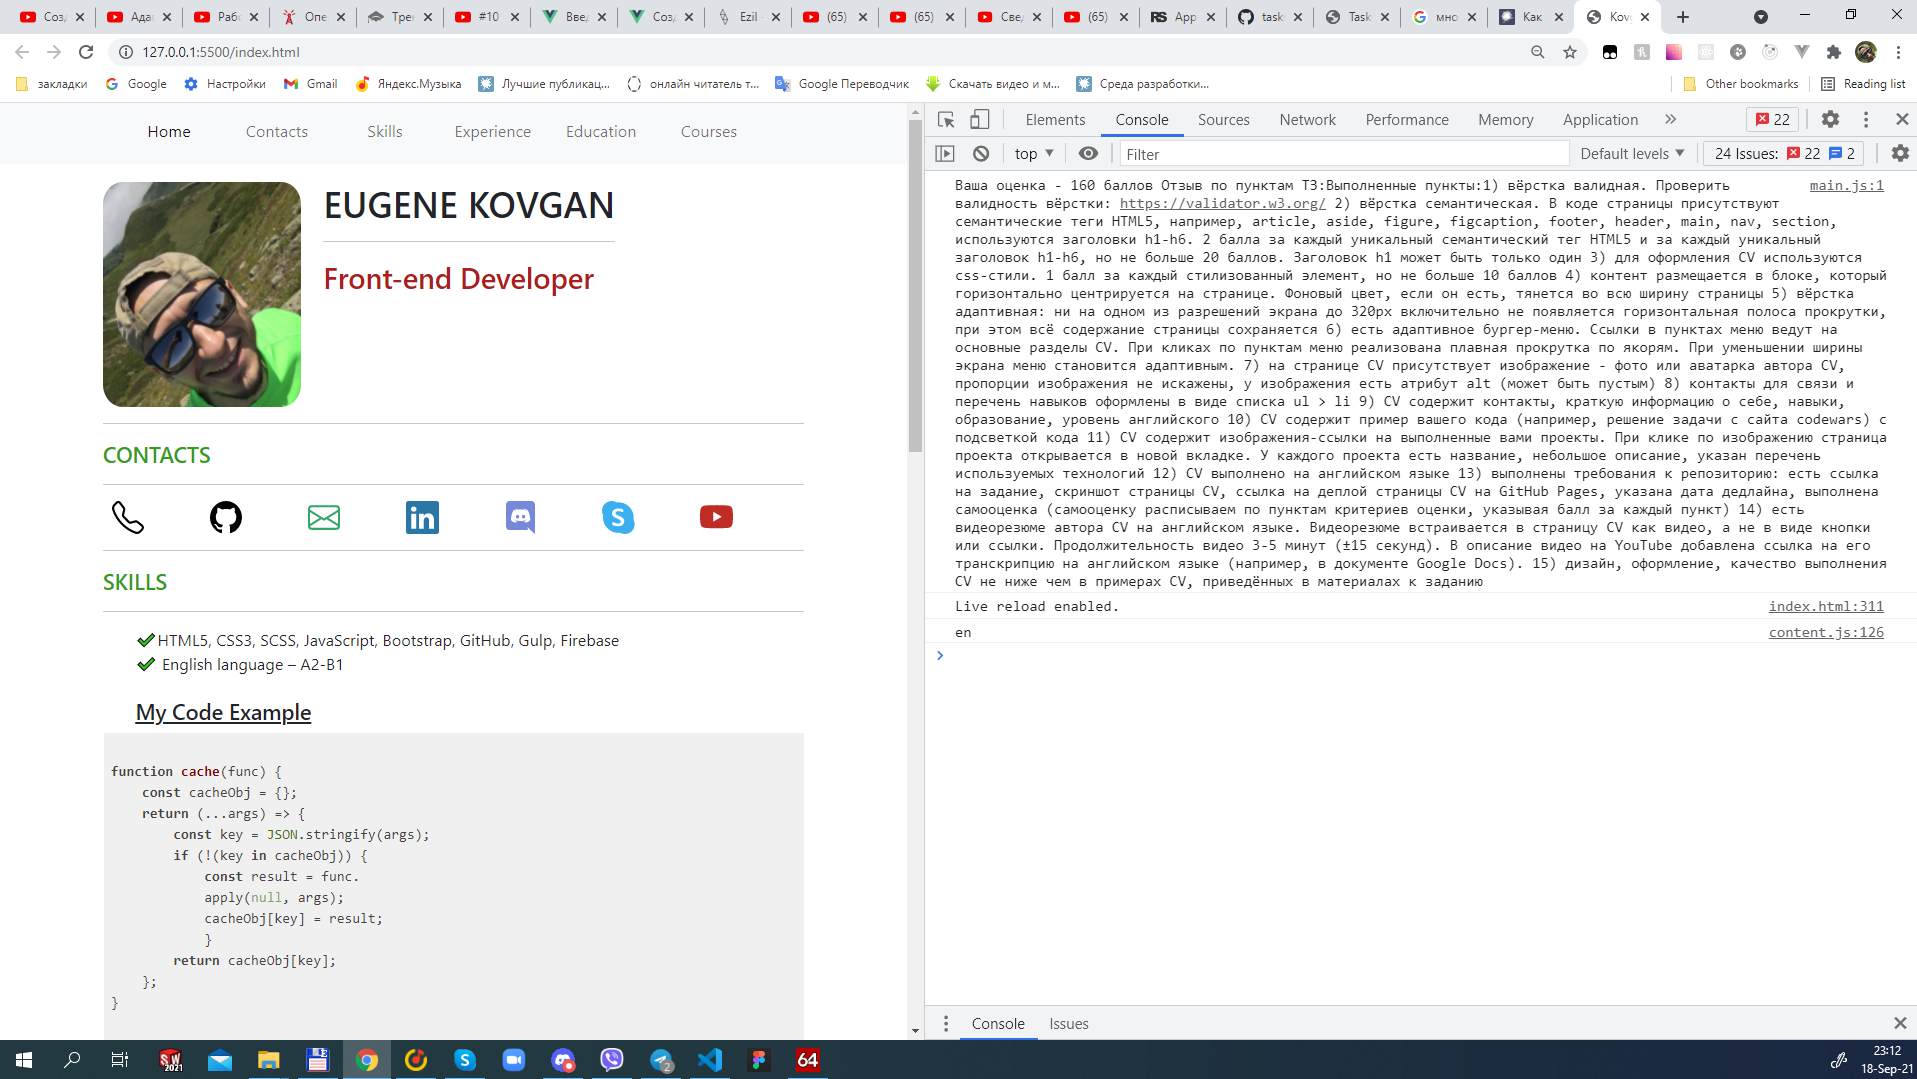 Созд
Адап
Рабо
Опе
Трен
#10
Вве,
Созд
Ezil
(65)
(65)
Све,
(65)
App
task
Task
мно
Как
Kov
127.0.0.1:5500/index.html
закладки
Google
Настройки
Gmail
Яндекс.Музыка
Лучшие публикац...
онлайн читатель т...
Google Переводчик
Скачать видео и м...
Среда разработки...
Other bookmarks
Reading list
Home
Contacts
Skills
Experience
Education
Courses
EUGENE KOVGAN
Front-end Developer
CONTACTS
SKILLS
HTML5, CSS3, SCSS, JavaScript, Bootstrap, GitHub, Gulp, Firebase
English language – A2-B1
My Code Example
function cache(func) {
const cacheObj = {};
return (...args) => {
const key = JSON.stringify(args);
if (!(key in cacheObj)) {
const result = func.
apply(null, args);
cacheObj[key] = result;
}
return cacheObj[key];
};
}
Elements
Console
Sources
Network
Performance
Memory
Application
22
top
Filter
Default levels
24 Issues: 22 2
main.js:1
Ваша оценка - 160 баллов Отзыв по пунктам ТЗ:Выполненные пункты:1) вёрстка валидная. Проверить
валидность вёрстки: https://validator.w3.org/ 2) вёрстка семантическая. В коде страницы присутствуют
семантические теги HTML5, например, article, aside, figure, figcaption, footer, header, main, nav, section,
используются заголовки h1-h6. 2 балла за каждый уникальный семантический тег HTML5 и за каждый уникальный
заголовок h1-h6, но не больше 20 баллов. Заголовок h1 может быть только один 3) для оформления CV используются
css-стили. 1 балл за каждый стилизованный элемент, но не больше 10 баллов 4) контент размещается в блоке, который
горизонтально центрируется на странице. Фоновый цвет, если он есть, тянется во всю ширину страницы 5) вёрстка
адаптивная: ни на одном из разрешений экрана до 320px включительно не появляется горизонтальная полоса прокрутки,
при этом всё содержание страницы сохраняется 6) есть адаптивное бургер-меню. Ссылки в пунктах меню ведут на
основные разделы CV. При кликах по пунктам меню реализована плавная прокрутка по якорям. При уменьшении ширины
экрана меню становится адаптивным. 7) на странице CV присутствует изображение - фото или аватарка автора CV,
пропорции изображения не искажены, у изображения есть атрибут alt (может быть пустым) 8) контакты для связи и
перечень навыков оформлены в виде списка ul > li 9) CV содержит контакты, краткую информацию о себе, навыки,
образование, уровень английского 10) CV содержит пример вашего кода (например, решение задачи с сайта codewars) с
подсветкой кода 11) CV содержит изображения-ссылки на выполненные вами проекты. При клике по изображению страница
проекта открывается в новой вкладке. У каждого проекта есть название, небольшое описание, указан перечень
используемых технологий 12) CV выполнено на английском языке 13) выполнены требования к репозиторию: есть ссылка
на задание, скриншот страницы CV, ссылка на деплой страницы CV на GitHub Pages, указана дата дедлайна, выполнена
самооценка (самооценку расписываем по пунктам критериев оценки, указывая балл за каждый пункт) 14) есть
видеорезюме автора CV на английском языке. Видеорезюме встраивается в страницу CV как видео, а не в виде кнопки
или ссылки. Продолжительность видео 3-5 минут (±15 секунд). В описание видео на YouTube добавлена ссылка на его
транскрипцию на английском языке (например, в документе Google Docs). 15) дизайн, оформление, качество выполнения
CV не ниже чем в примерах CV, приведённых в материалах к заданию
Live reload enabled.
index.html:311
en
content.js:126
Console
Issues
2021
2
64
23:12
18-Sep-21